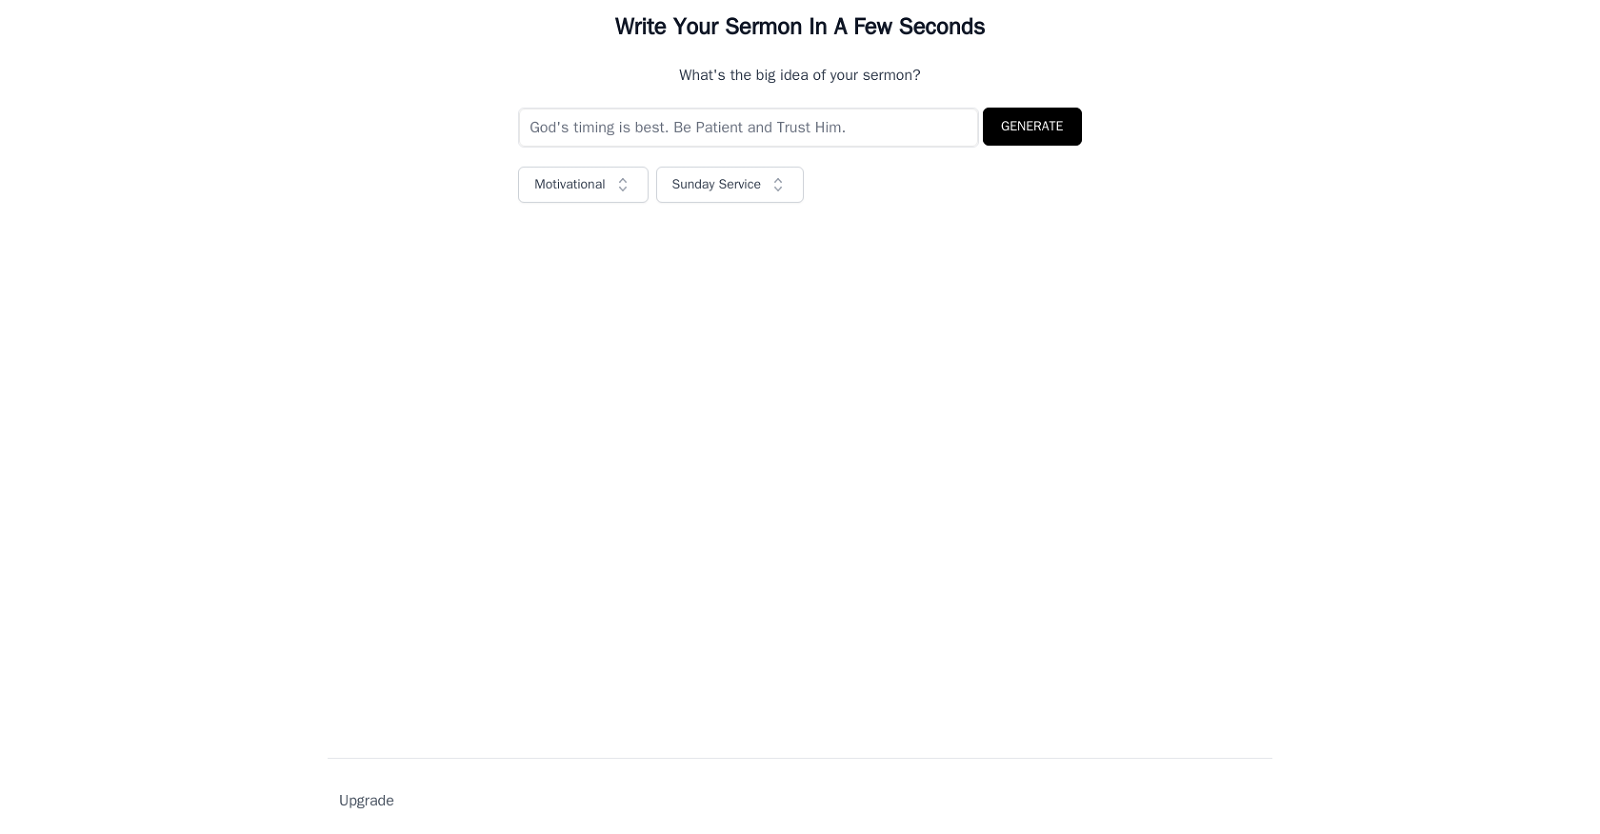 Write Your Sermon In A Few Seconds
What's the big idea of your sermon?
God's timing is best. Be Patient and Trust Him.
GENERATE
Motivational
Sunday Service
Upgrade